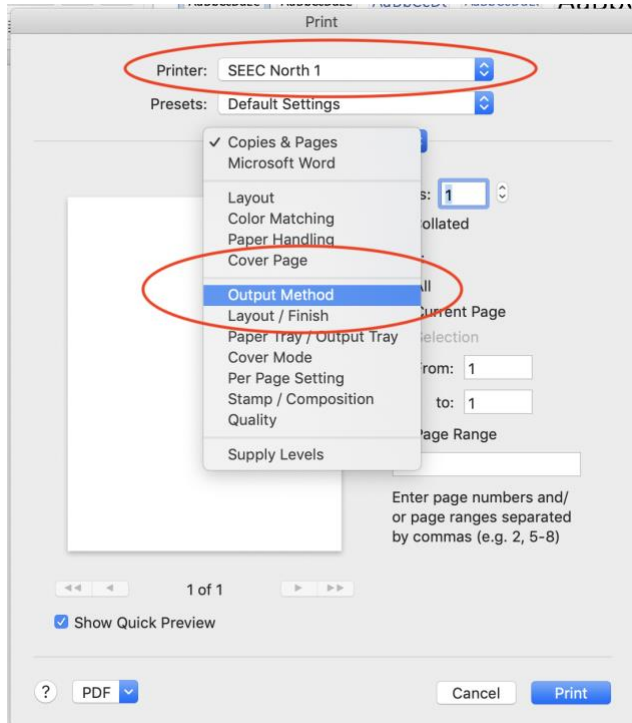 Print
Printer: SEEC North 1
Presets: Default Settings
✓ Copies & Pages
Microsoft Word
Layout
Color Matching
Paper Handling
Cover Page
Output Method
Layout / Finish
Paper Tray / Output Tray
Cover Mode
Per Page Setting
Stamp / Composition
Quality
Supply Levels
s: 1
ollated
All
Current Page
Selection
From: 1
to: 1
Page Range
Enter page numbers and/
or page ranges separated
by commas (e.g. 2, 5-8)
1 of 1
Show Quick Preview
? PDF Cancel Print